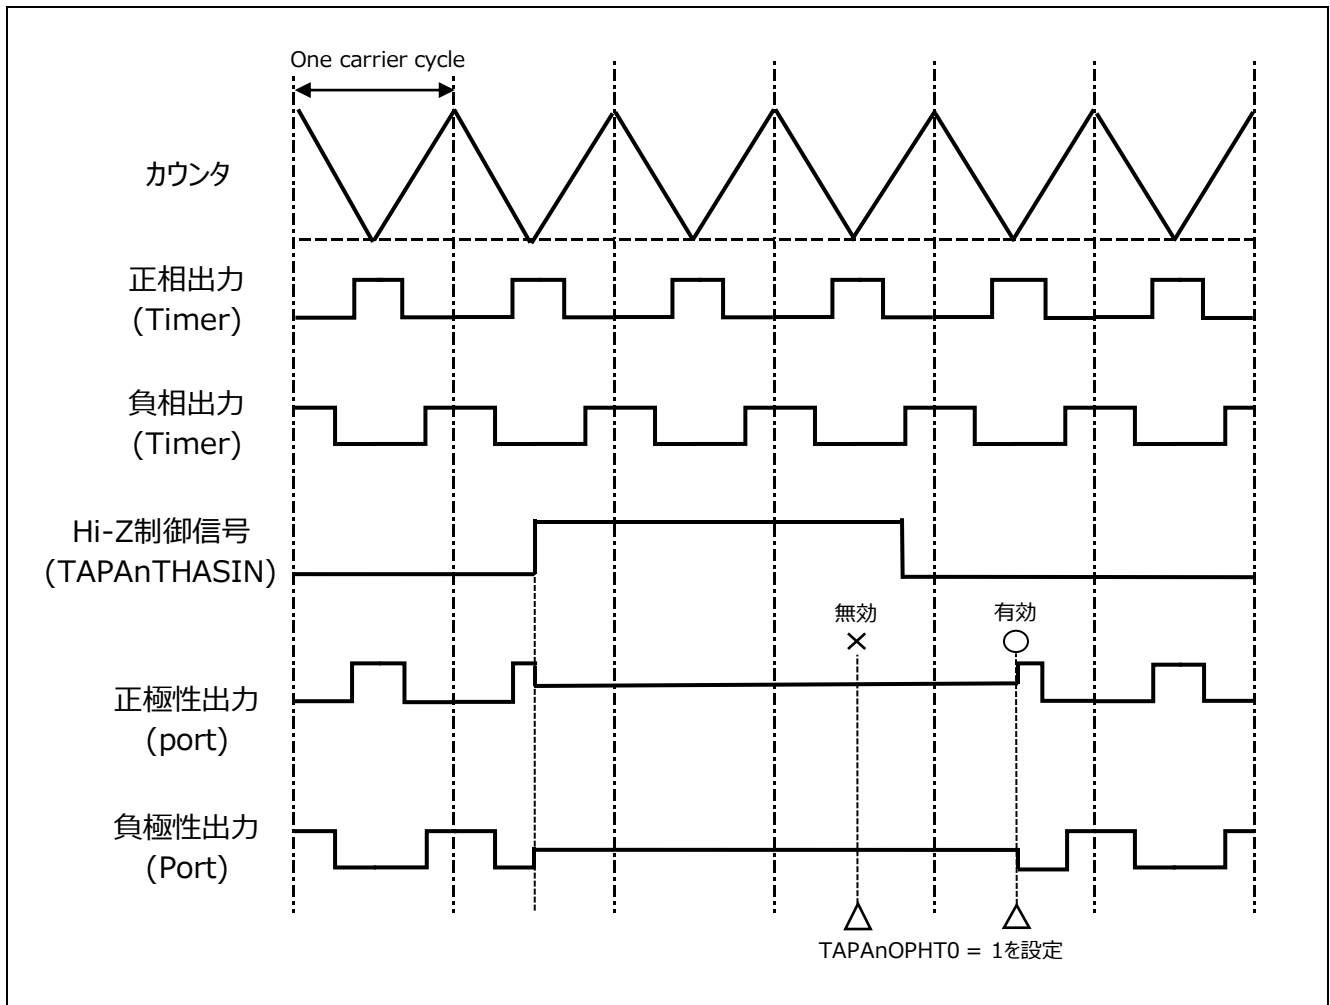 One carrier cycle
カウンタ
正相出力
(Timer)
負相出力
(Timer)
Hi-Z制御信号
(TAPAnTHASIN)
無効
有効
正極性出力
(port)
負極性出力
(Port)
TAPAnOPHT0 = 1を設定